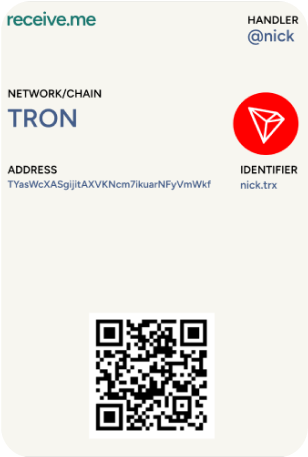 receive.me
HANDLER
@nick
NETWORK/CHAIN
TRON
ADDRESS
TYasWcXASgijitAXVKNcm7ikuarNFyVmWkf
IDENTIFIER
nick.trx